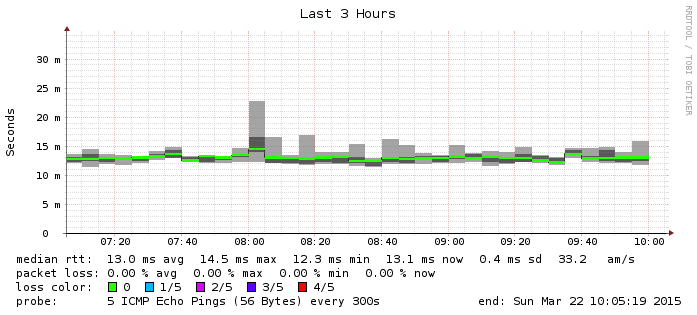 Last 3 Hours
RRDTOOL / TOBI OETIKER
Seconds
30 m
25 m
20 m
15 m
10 m
5 m
0
07:20 07:40 08:00 08:20 08:40 09:00 09:20 09:40 10:00
median rtt: 13.0 ms avg 14.5 ms max 12.3 ms min 13.1 ms now 0.4 ms sd 33.2 am/s
packet loss: 0.00 % avg 0.00 % max 0.00 % min 0.00 % now
loss color: 0 1/5 2/5 3/5 4/5
probe: 5 ICMP Echo Pings (56 Bytes) every 300s end: Sun Mar 22 10:05:19 2015